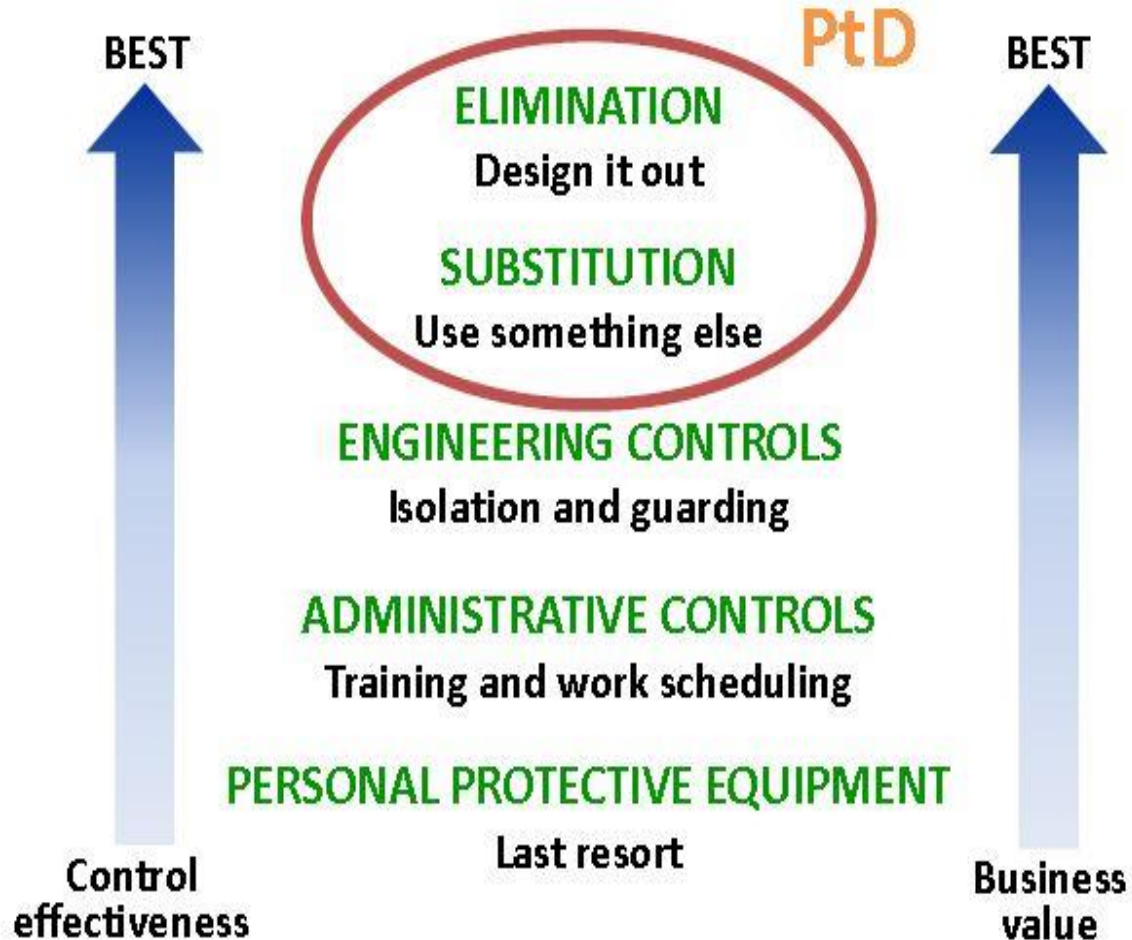 PtD
BEST
BEST
ELIMINATION
Design it out
SUBSTITUTION
Use something else
ENGINEERING CONTROLS
Isolation and guarding
ADMINISTRATIVE CONTROLS
Training and work scheduling
PERSONAL PROTECTIVE EQUIPMENT
Last resort
Control
effectiveness
Business
value